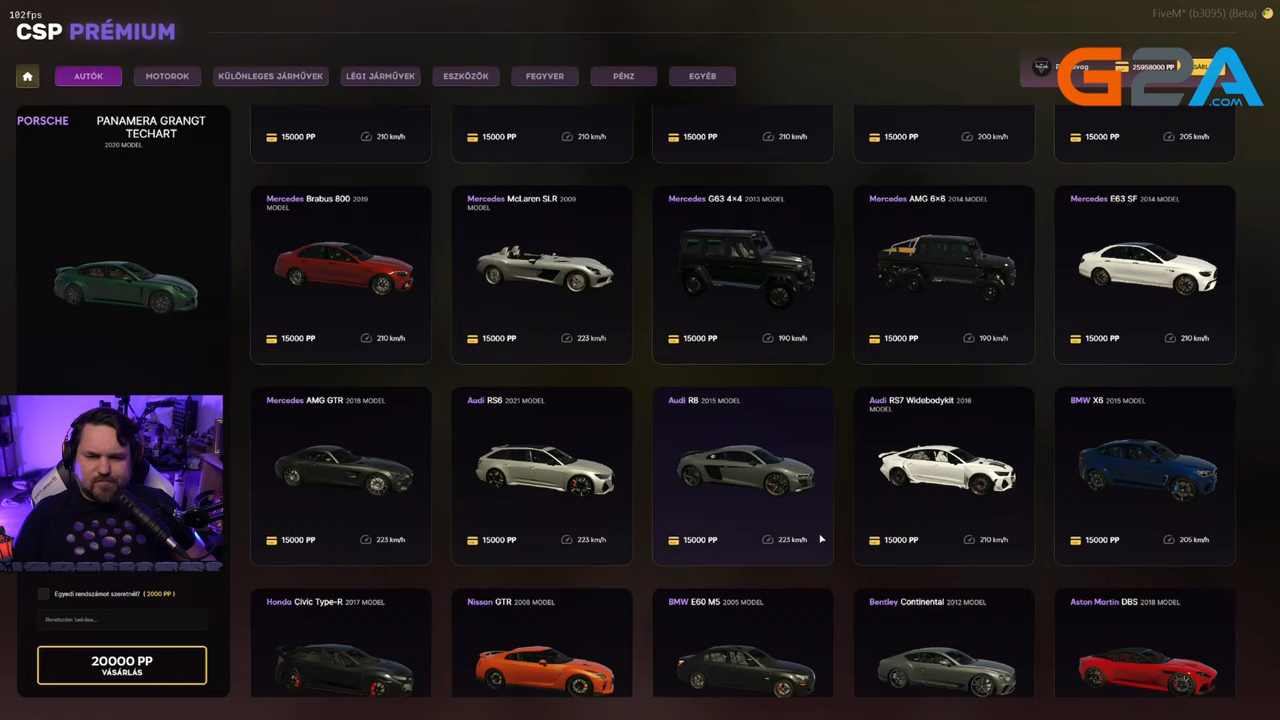 102fps
FiveM* (b3095) (Beta)
CSP PRÉMIUM
AUTÓK
MOTOROK
KÜLÖNLEGES JÁRMŰVEK
LÉGI JÁRMŰVEK
ESZKÖZÖK
FEGYVER
PÉNZ
EGYÉB
25958000 PP
G2A
.COM
PORSCHE
PANAMERA GRANGT
TECHART
2020 MODEL
15000 PP 210 km/h
15000 PP 210 km/h
15000 PP 210 km/h
15000 PP 200 km/h
15000 PP 205 km/h
Mercedes Brabus 800 2019
MODEL
15000 PP 210 km/h
Mercedes McLaren SLR 2009
MODEL
15000 PP 223 km/h
Mercedes G63 4x4 2013 MODEL
15000 PP 190 km/h
Mercedes AMG 6x6 2014 MODEL
15000 PP 190 km/h
Mercedes E63 SF 2014 MODEL
15000 PP 210 km/h
Mercedes AMG GTR 2018 MODEL
15000 PP 223 km/h
Audi RS6 2021 MODEL
15000 PP 223 km/h
Audi R8 2015 MODEL
15000 PP 223 km/h
Audi RS7 Widebodykit 2016
MODEL
15000 PP 210 km/h
BMW X6 2015 MODEL
15000 PP 205 km/h
Honda Civic Type-R 2017 MODEL
Nissan GTR 2008 MODEL
BMW E60 M5 2005 MODEL
Bentley Continental 2012 MODEL
Aston Martin DBS 2018 MODEL
Egyedi rendszámot szeretnél? ( 2000 PP )
Rendszám beírása...
20000 PP
VÁSÁRLÁS